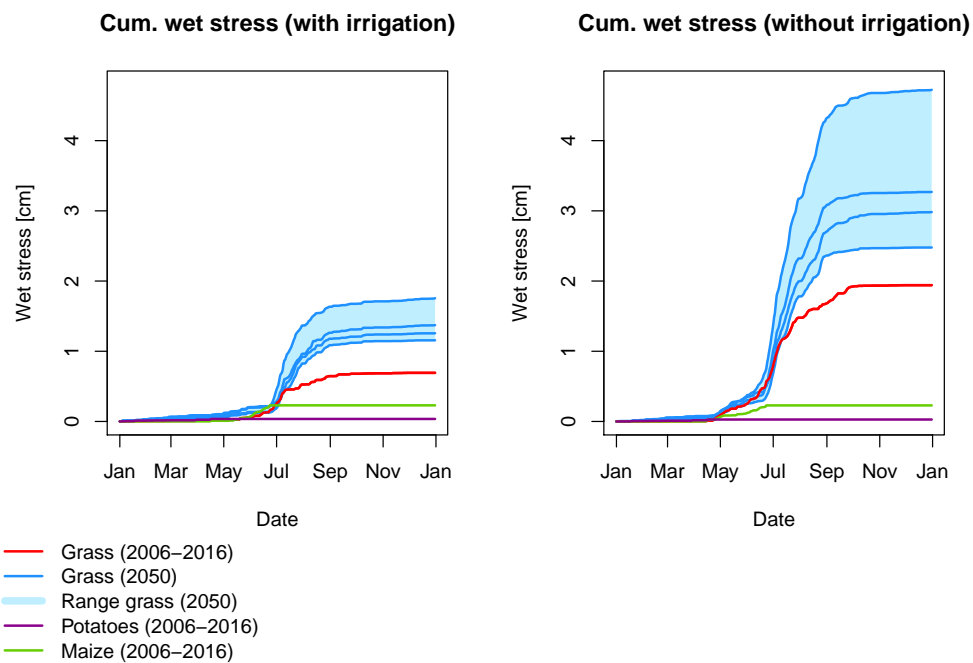 Cum. wet stress (with irrigation)
Wet stress [cm]
4
3
2
1
0
Jan Mar May Jul Sep Nov Jan
Date
Cum. wet stress (without irrigation)
Wet stress [cm]
4
3
2
1
0
Jan Mar May Jul Sep Nov Jan
Date
Grass (2006−2016)
Grass (2050)
Range grass (2050)
Potatoes (2006−2016)
Maize (2006−2016)